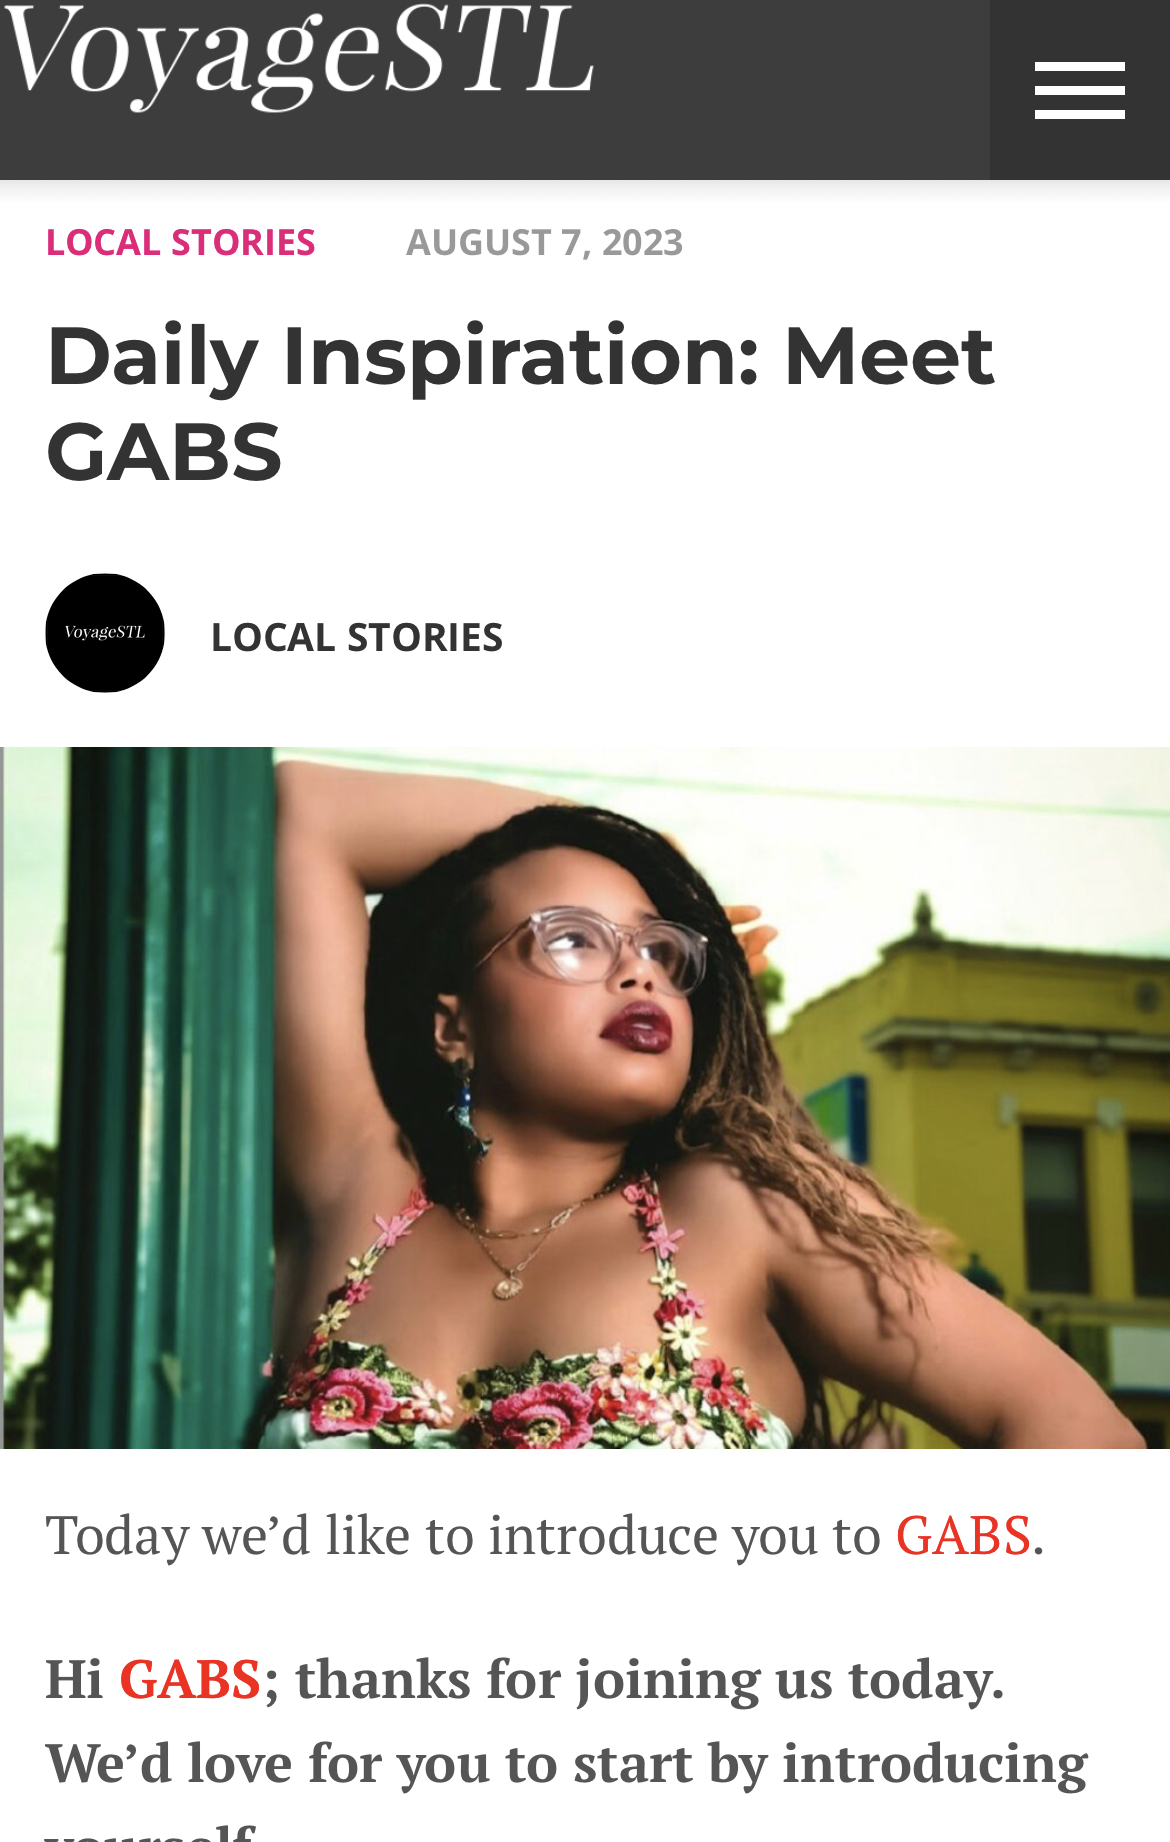 VoyageSTL
LOCAL STORIES AUGUST 7, 2023
Daily Inspiration: Meet
GABS
VoyageSTL
LOCAL STORIES
Today we’d like to introduce you to GABS.
Hi GABS; thanks for joining us today.
We’d love for you to start by introducing
yourself.